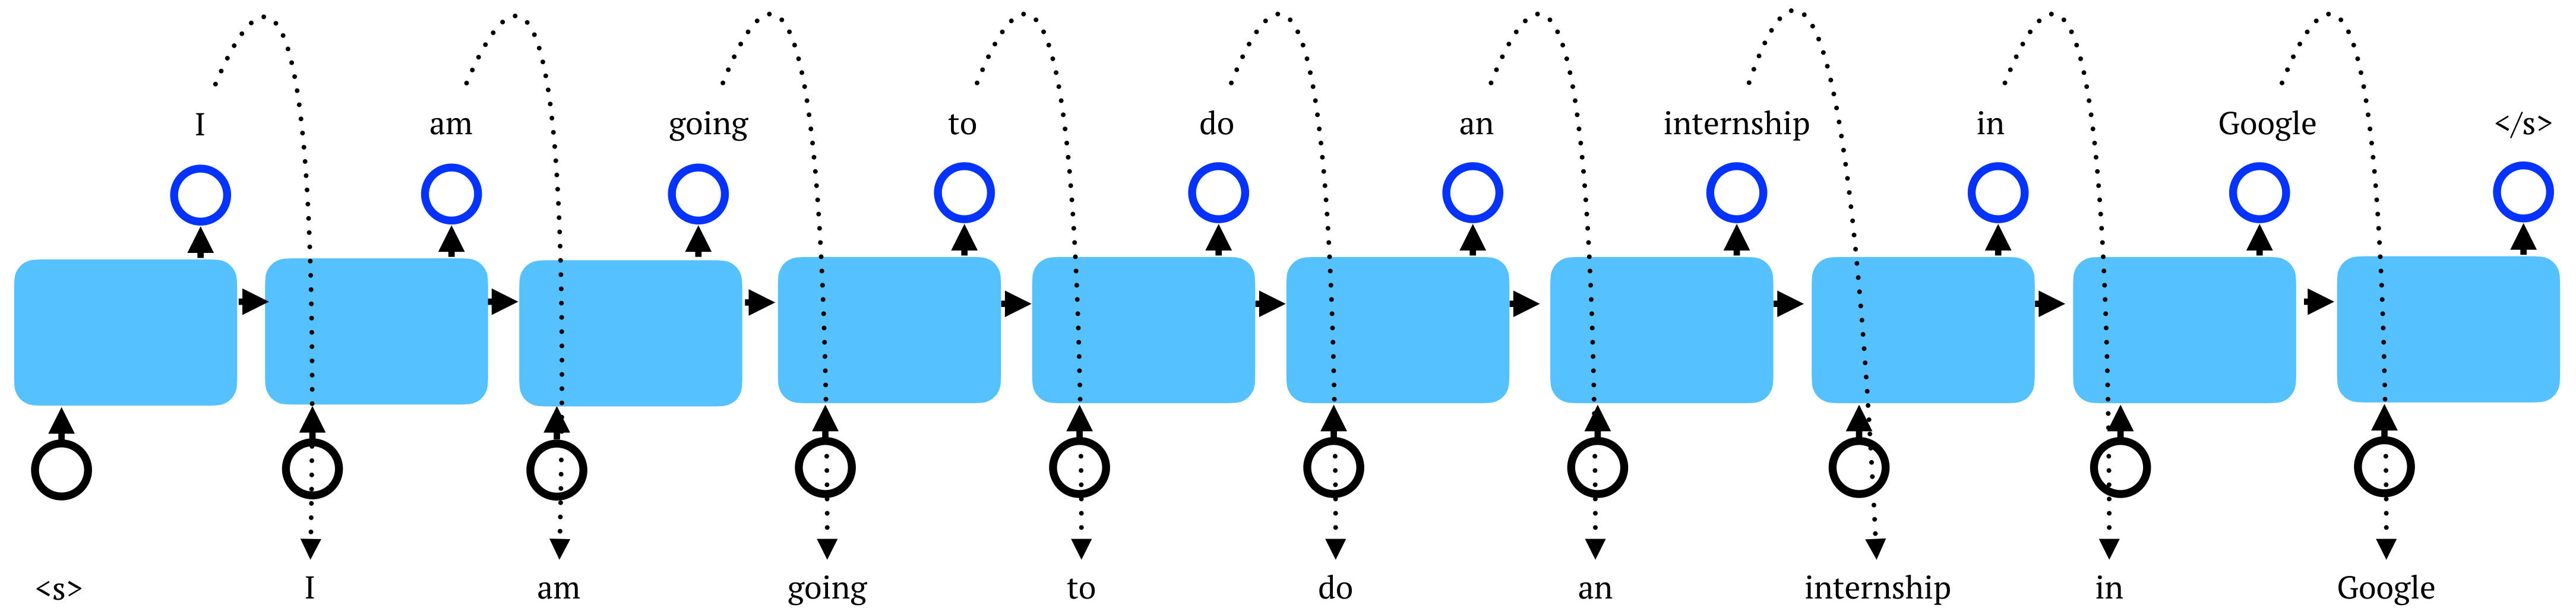 I am going to do an internship in Google </s>
<s> I am going to do an internship in Google